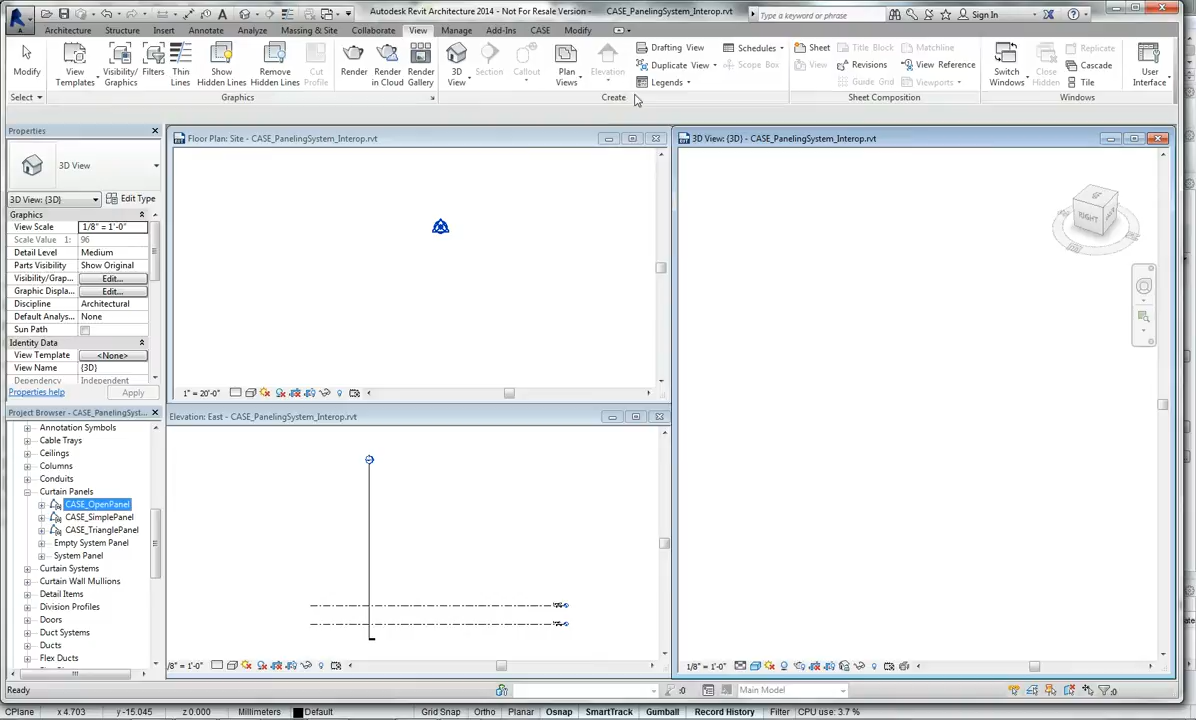 Autodesk Revit Architecture 2014 - Not For Resale Version - CASE_PanelingSystem_Interop.rvt
Type a keyword or phrase
Sign In
Architecture Structure Insert Annotate Analyze Massing & Site Collaborate View Manage Add-Ins CASE Modify
Modify
View Templates
Visibility/ Graphics
Filters
Thin Lines
Show Hidden Lines
Remove Hidden Lines
Cut Profile
Render
Render in Cloud
Render Gallery
3D View
Section
Callout
Plan Views
Elevation
Drafting View
Duplicate View
Legends
Schedules
Scope Box
Sheet
View
Title Block
Revisions
Guide Grid
Matchline
View Reference
Viewports
Switch Windows
Close Hidden
Replicate
Cascade
Tile
User Interface
Select
Graphics
Create
Sheet Composition
Windows
Properties
3D View
3D View: {3D}
Edit Type
Graphics
View Scale 1/8" = 1'-0"
Scale Value 1: 96
Detail Level Medium
Parts Visibility Show Original
Visibility/Grap... Edit...
Graphic Displa... Edit...
Discipline Architectural
Default Analys... None
Sun Path
Identity Data
View Template <None>
View Name {3D}
Dependency Independent
Properties help
Apply
Project Browser - CASE_PanelingSyst...
Annotation Symbols
Cable Trays
Ceilings
Columns
Conduits
Curtain Panels
CASE_OpenPanel
CASE_SimplePanel
CASE_TrianglePanel
Empty System Panel
System Panel
Curtain Systems
Curtain Wall Mullions
Detail Items
Division Profiles
Doors
Duct Systems
Ducts
Flex Ducts
Floor Plan: Site - CASE_PanelingSystem_Interop.rvt
1" = 20'-0"
Elevation: East - CASE_PanelingSystem_Interop.rvt
/8" = 1'-0"
3D View: {3D} - CASE_PanelingSystem_Interop.rvt
RIGHT
1/8" = 1'-0"
Ready
:0
Main Model
:0
CPlane x 4.703 y -15.045 z 0.000 Millimeters Default Grid Snap Ortho Planar Osnap SmartTrack Gumball Record History Filter CPU use: 3.7 %